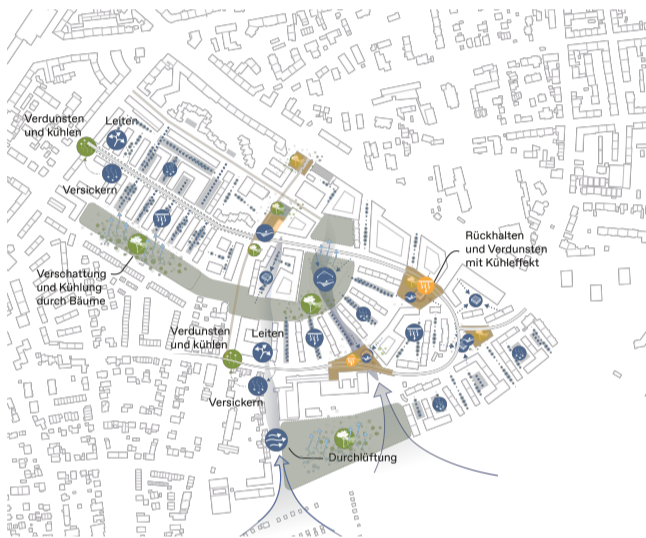 Verdunsten
und kühlen
Leiten
Versickern
Rückhalten
und Verdunsten
mit Kühleffekt
Verschattung
und Kühlung
durch Bäume
Verdunsten
und kühlen
Leiten
Versickern
Durchlüftung